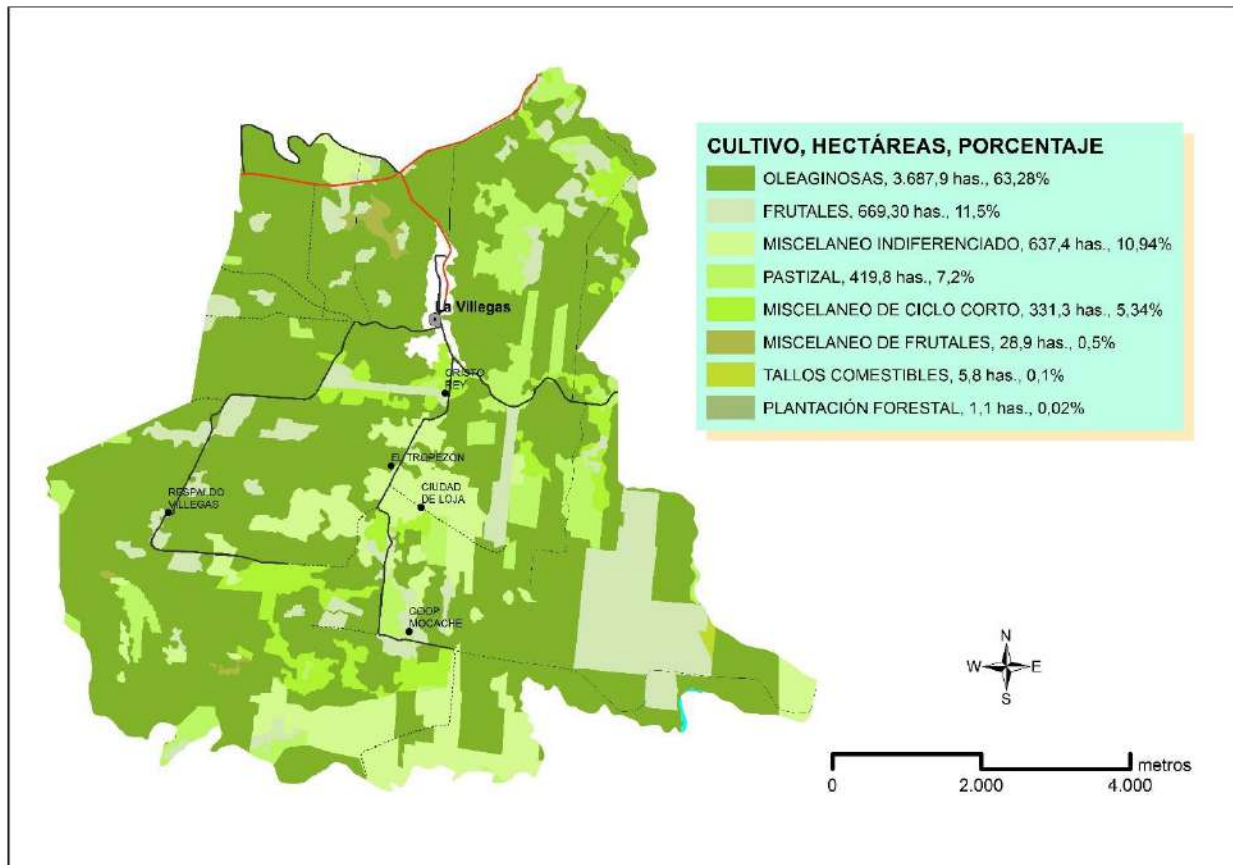 CULTIVO, HECTÁREAS, PORCENTAJE
OLEAGINOSAS, 3.687,9 has., 63,28%
FRUTALES, 669,30 has., 11,5%
MISCELANEO INDIFERENCIADO, 637,4 has., 10,94%
PASTIZAL, 419,8 has., 7,2%
MISCELANEO DE CICLO CORTO, 331,3 has., 5,34%
MISCELANEO DE FRUTALES, 28,9 has., 0,5%
TALLOS COMESTIBLES, 5,8 has., 0,1%
PLANTACIÓN FORESTAL, 1,1 has., 0,02%
La Villegas
CRISTO
REY
EL TROPEZÓN
CIUDAD
DE LOJA
RESPALDO
VILLEGAS
COOP
MOCACHE
N
W E
S
metros
0 2.000 4.000